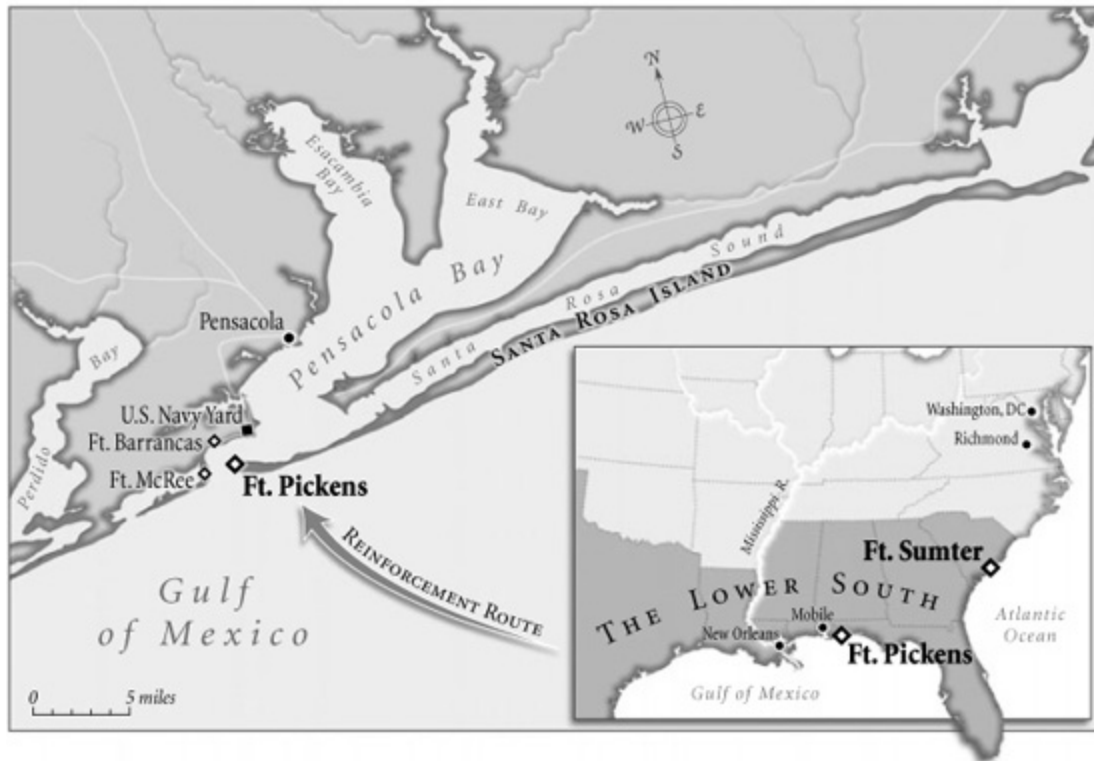 N
W
E
S
Esacambia
Bay
East Bay
Pensacola Bay
Pensacola
Santa Rosa Sound
SANTA ROSA ISLAND
Perdido Bay
U.S. Navy Yard
Ft. Barrancas
Ft. McRee
Ft. Pickens
REINFORCEMENT ROUTE
Gulf
of Mexico
0 5 miles
Washington, DC
Richmond
Mississippi R.
Ft. Sumter
THE LOWER SOUTH
Mobile
New Orleans
Ft. Pickens
Atlantic
Ocean
Gulf of Mexico